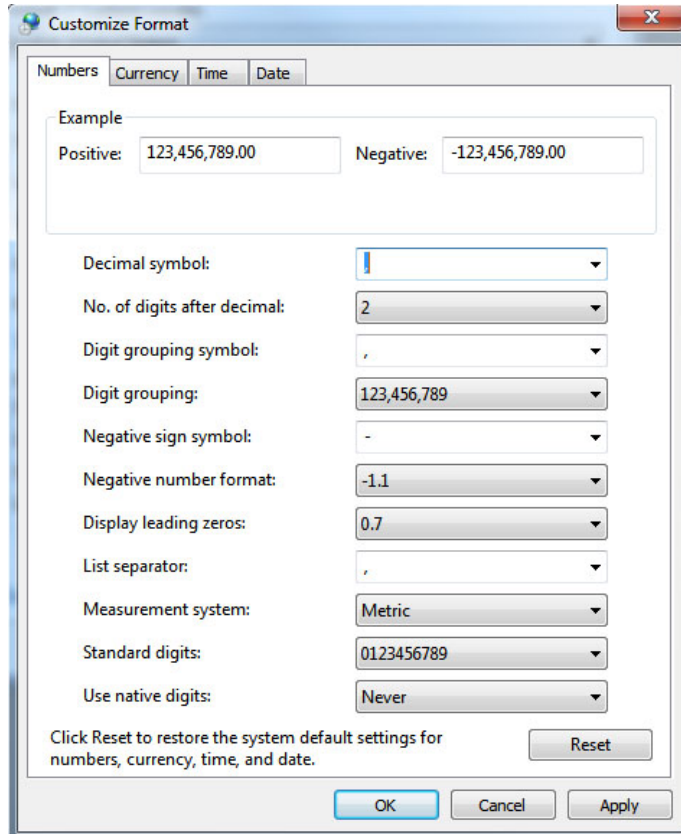 Customize Format
Numbers Currency Time Date
Example
Positive: 123,456,789.00 Negative: -123,456,789.00
Decimal symbol: ,
No. of digits after decimal: 2
Digit grouping symbol: ,
Digit grouping: 123,456,789
Negative sign symbol: -
Negative number format: -1.1
Display leading zeros: 0.7
List separator: ,
Measurement system: Metric
Standard digits: 0123456789
Use native digits: Never
Click Reset to restore the system default settings for
numbers, currency, time, and date.
Reset
OK Cancel Apply